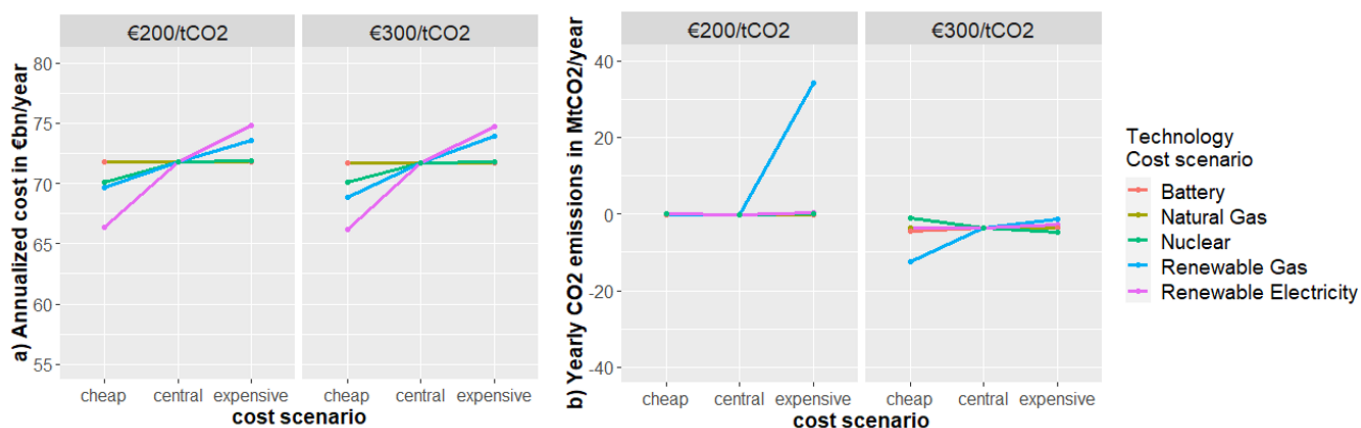 a) Annualized cost in €bn/year
€200/tCO2
€300/tCO2
80
75
70
65
60
55
cheap central expensive
cheap central expensive
cost scenario
b) Yearly CO2 emissions in MtCO2/year
€200/tCO2
€300/tCO2
40
20
0
-20
-40
cheap central expensive
cheap central expensive
cost scenario
Technology
Cost scenario
Battery
Natural Gas
Nuclear
Renewable Gas
Renewable Electricity